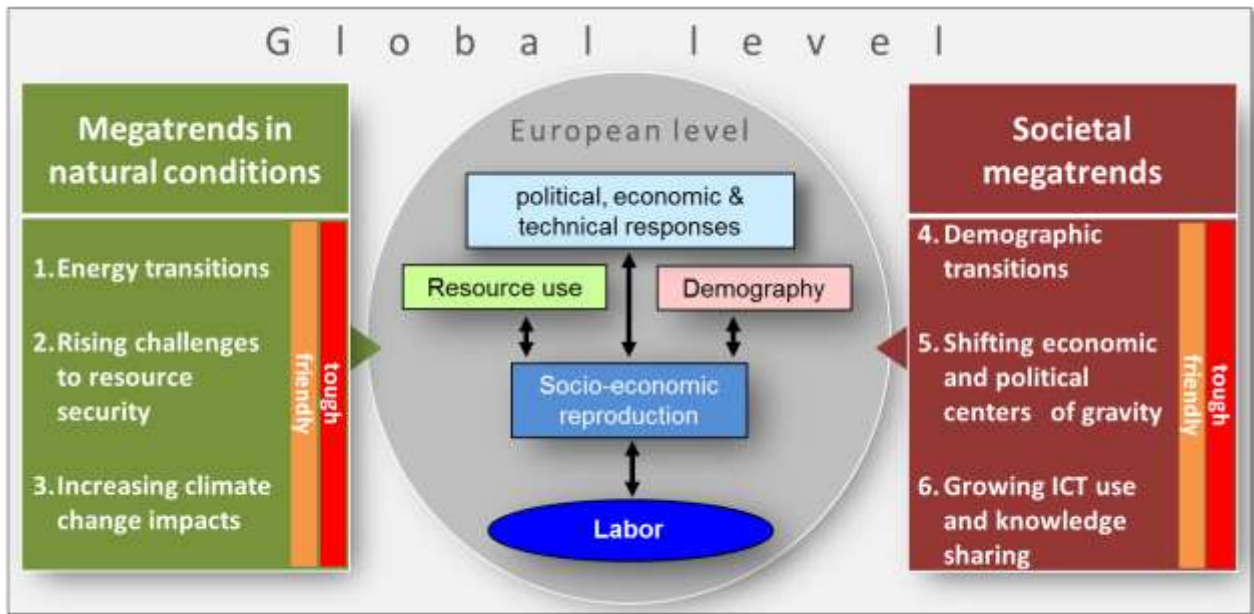 Global level
Megatrends in
natural conditions
1. Energy transitions
2. Rising challenges
to resource
security
3. Increasing climate
change impacts
friendly
tough
European level
political, economic &
technical responses
Resource use
Demography
Socio-economic
reproduction
Labor
Societal
megatrends
4. Demographic
transitions
5. Shifting economic
and political
centers of gravity
6. Growing ICT use
and knowledge
sharing
friendly
tough